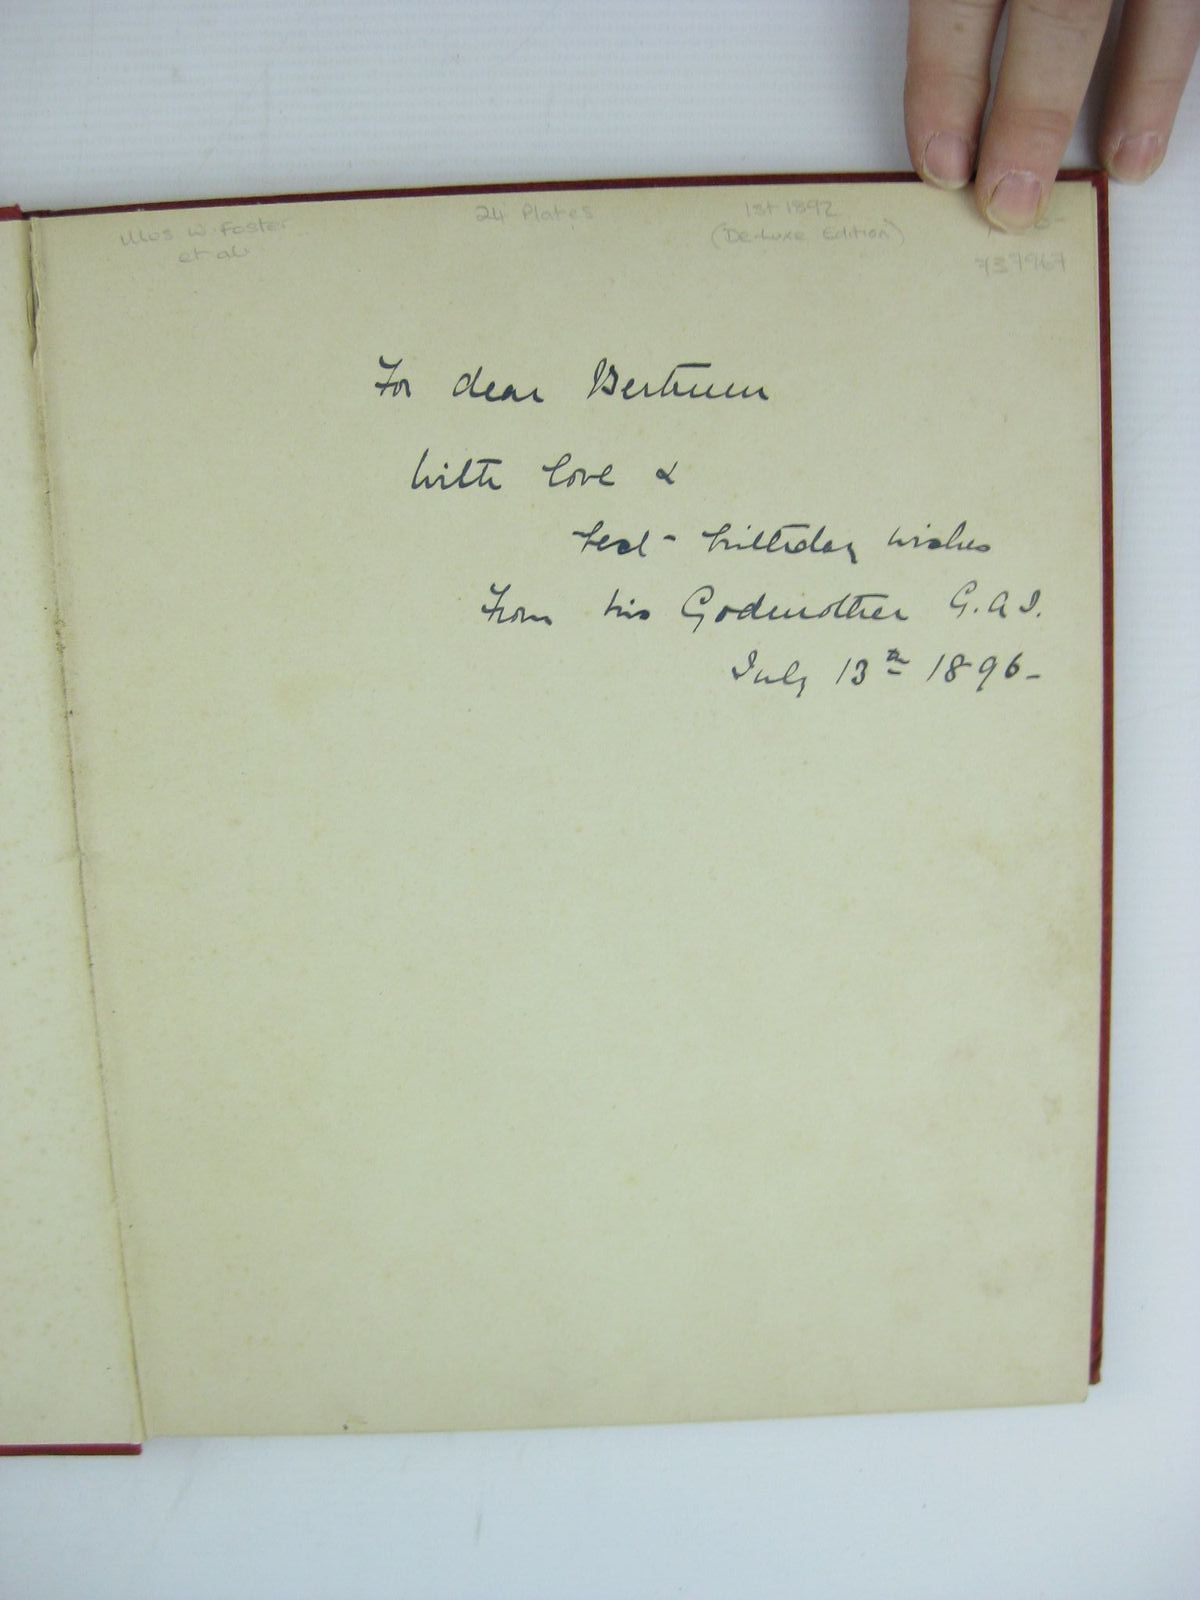 Illus W. Foster
et al
24 Plates
1st 1892
(De-Luxe Edition)
737967
For dear Bertram
With love &
best birthday wishes
From his Godmother G.A.I.
July 13th 1896-